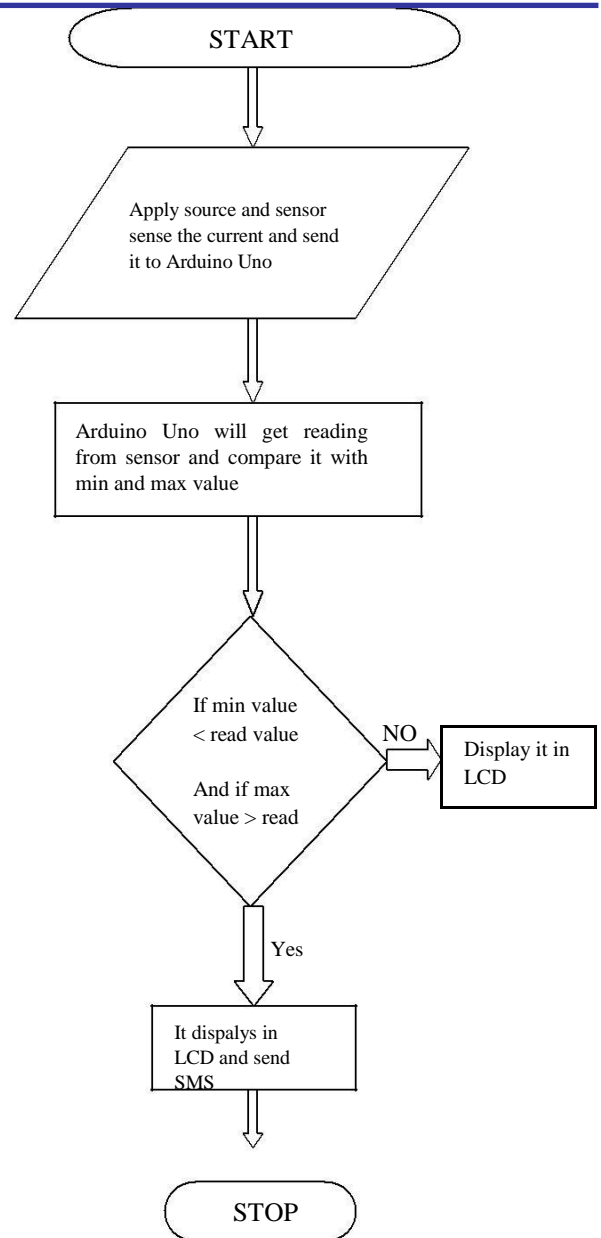 START
Apply source and sensor
sense the current and send
it to Arduino Uno
Arduino Uno will get reading
from sensor and compare it with
min and max value
If min value
< read value
And if max
value > read
NO
Display it in
LCD
Yes
It dispalys in
LCD and send
SMS
STOP